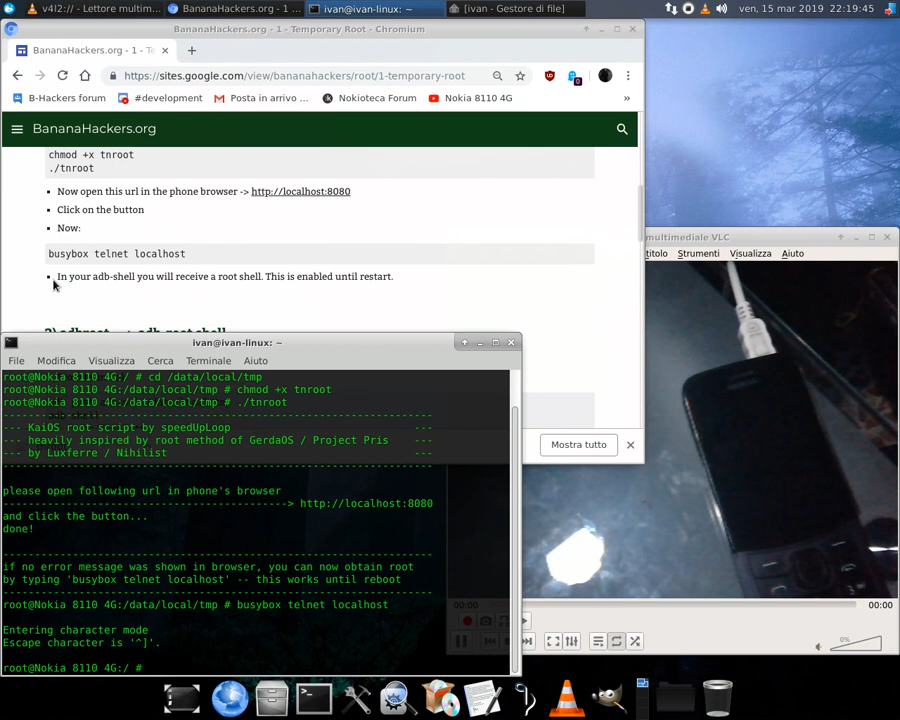 v4l2:// - Lettore multim...
BananaHackers.org - 1 ...
ivan@ivan-linux: ~
[ivan - Gestore di file]
ven, 15 mar 2019 22:19:45
BananaHackers.org - 1 - Temporary Root - Chromium
BananaHackers.org - 1 - Te
https://sites.google.com/view/bananahackers/root/1-temporary-root
0
B-Hackers forum
#development
Posta in arrivo ...
Nokioteca Forum
Nokia 8110 4G
»
BananaHackers.org
chmod +x tnroot
./tnroot
Now open this url in the phone browser -> http://localhost:8080
Click on the button
Now:
busybox telnet localhost
In your adb-shell you will receive a root shell. This is enabled until restart.
Mostra tutto
multimediale VLC
titolo Strumenti Visualizza Aiuto
00:00
00:00
0%
ivan@ivan-linux: ~
File Modifica Visualizza Cerca Terminale Aiuto
root@Nokia 8110 4G:/ # cd /data/local/tmp
root@Nokia 8110 4G:/data/local/tmp # chmod +x tnroot
root@Nokia 8110 4G:/data/local/tmp # ./tnroot
--- KaiOS root script by speedUpLoop ---
--- heavily inspired by root method of GerdaOS / Project Pris ---
--- by Luxferre / Nihilist ---
please open following url in phone's browser
----------------------------------------------> http://localhost:8080
and click the button...
done!
if no error message was shown in browser, you can now obtain root
by typing 'busybox telnet localhost' -- this works until reboot
root@Nokia 8110 4G:/data/local/tmp # busybox telnet localhost
Entering character mode
Escape character is '^]'.
root@Nokia 8110 4G:/ #